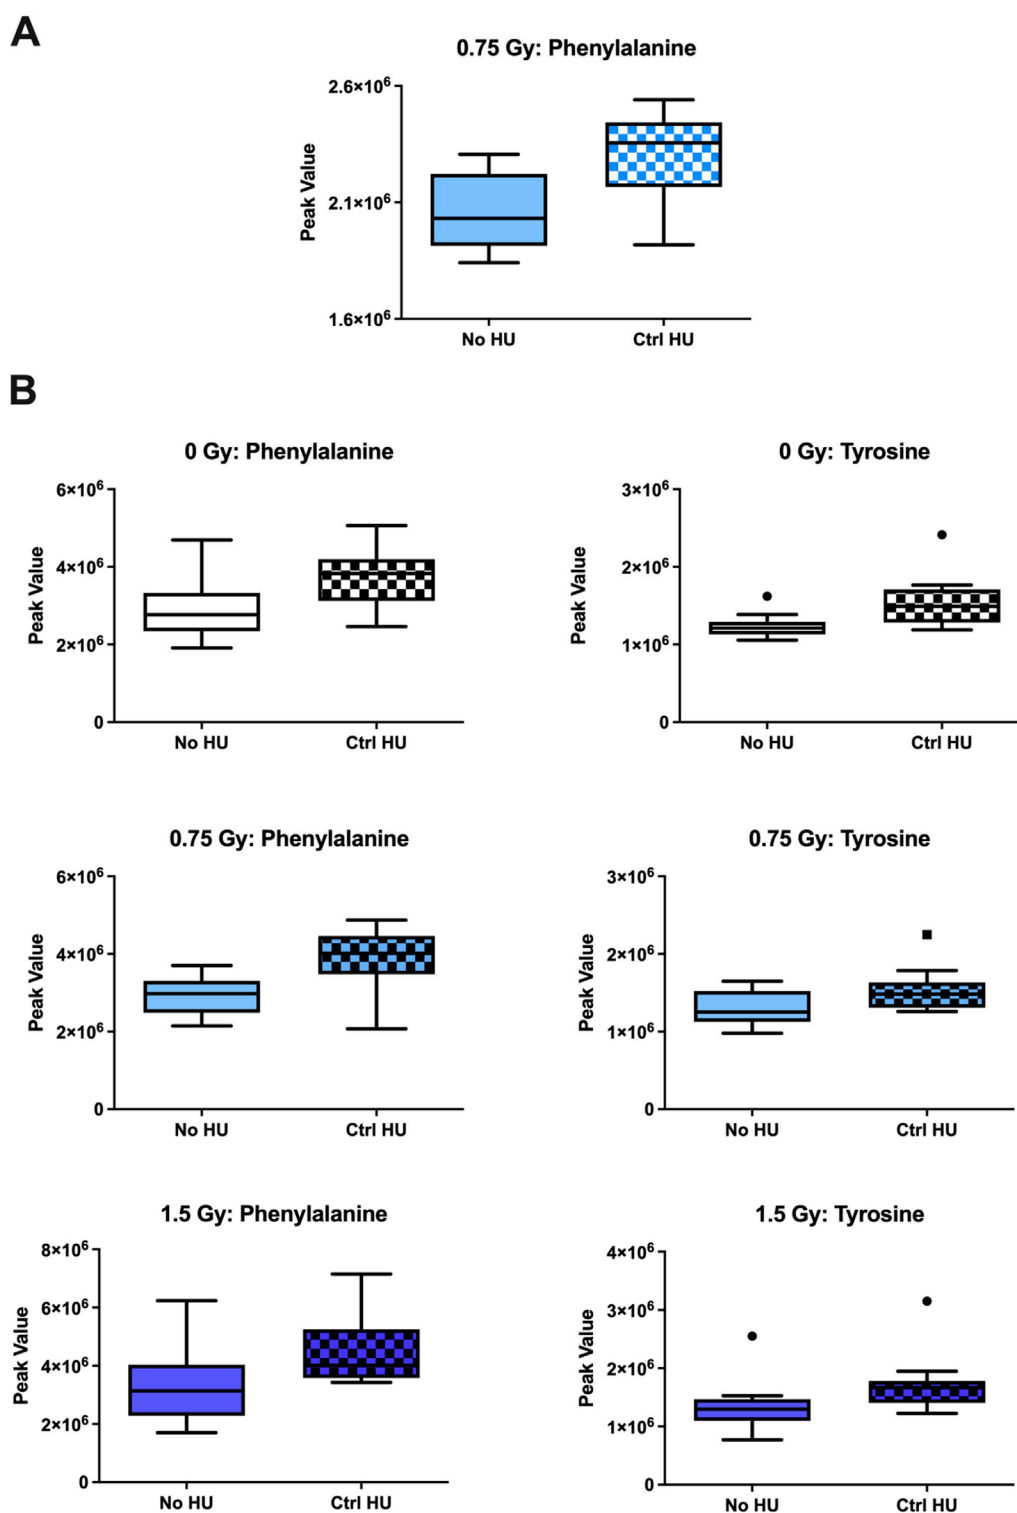 A
0.75 Gy: Phenylalanine
2.6×10⁶
2.1×10⁶
1.6×10⁶
Peak Value
No HU
Ctrl HU
B
0 Gy: Phenylalanine
6×10⁶
4×10⁶
2×10⁶
0
Peak Value
No HU
Ctrl HU
0 Gy: Tyrosine
3×10⁶
2×10⁶
1×10⁶
0
Peak Value
No HU
Ctrl HU
0.75 Gy: Phenylalanine
6×10⁶
4×10⁶
2×10⁶
0
Peak Value
No HU
Ctrl HU
0.75 Gy: Tyrosine
3×10⁶
2×10⁶
1×10⁶
0
Peak Value
No HU
Ctrl HU
1.5 Gy: Phenylalanine
8×10⁶
6×10⁶
4×10⁶
2×10⁶
0
Peak Value
No HU
Ctrl HU
1.5 Gy: Tyrosine
4×10⁶
3×10⁶
2×10⁶
1×10⁶
0
Peak Value
No HU
Ctrl HU